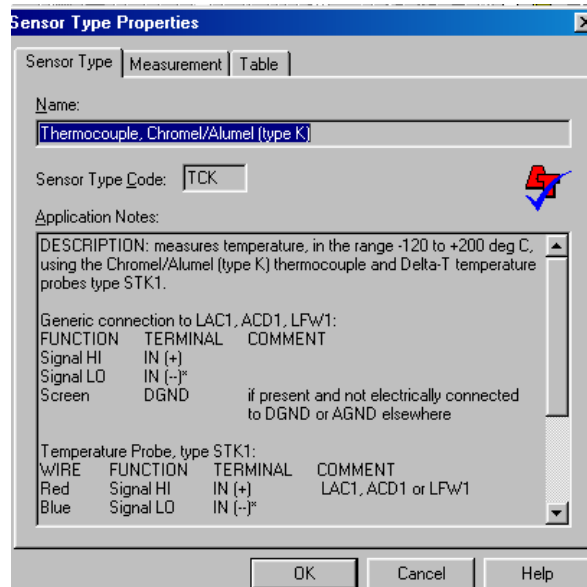 Sensor Type Properties
Sensor Type Measurement Table
Name:
Thermocouple, Chromel/Alumel (type K)
Sensor Type Code: TCK
Application Notes:
DESCRIPTION: measures temperature, in the range -120 to +200 deg C,
using the Chromel/Alumel (type K) thermocouple and Delta-T temperature
probes type STK1.
Generic connection to LAC1, ACD1, LFW1:
FUNCTION TERMINAL COMMENT
Signal HI IN (+)
Signal LO IN (--)*
Screen DGND if present and not electrically connected
to DGND or AGND elsewhere
Temperature Probe, type STK1:
WIRE FUNCTION TERMINAL COMMENT
Red Signal HI IN (+) LAC1, ACD1 or LFW1
Blue Signal LO IN (--)*
OK Cancel Help